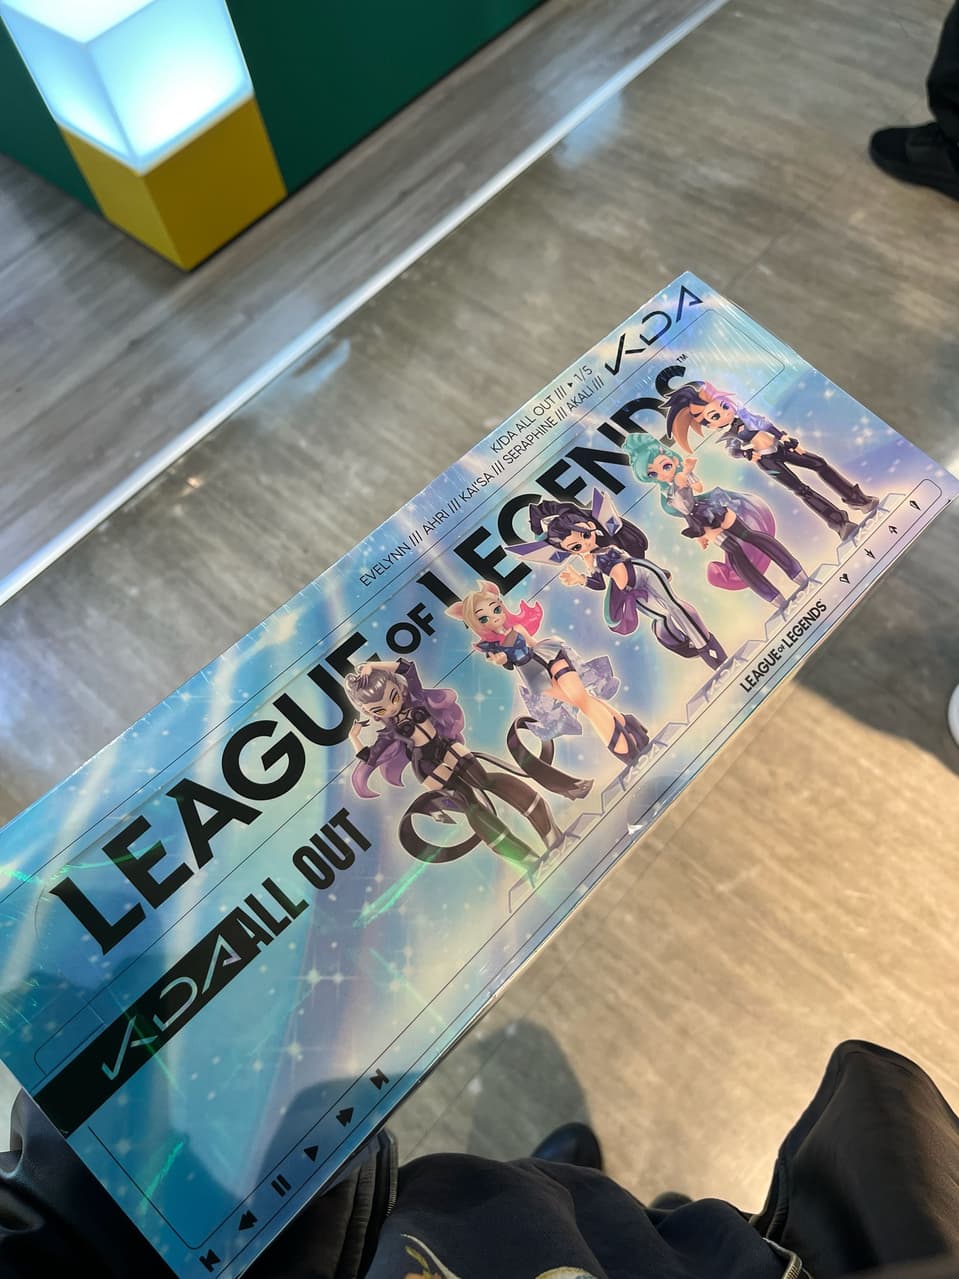 K/DA
K/DA ALL OUT /// ▶ 1/5
EVELYNN /// AHRI /// KAI'SA /// SERAPHINE /// AKALI ///
LEAGUE OF LEGENDS™
K/DA ALL OUT
LEAGUE OF LEGENDS